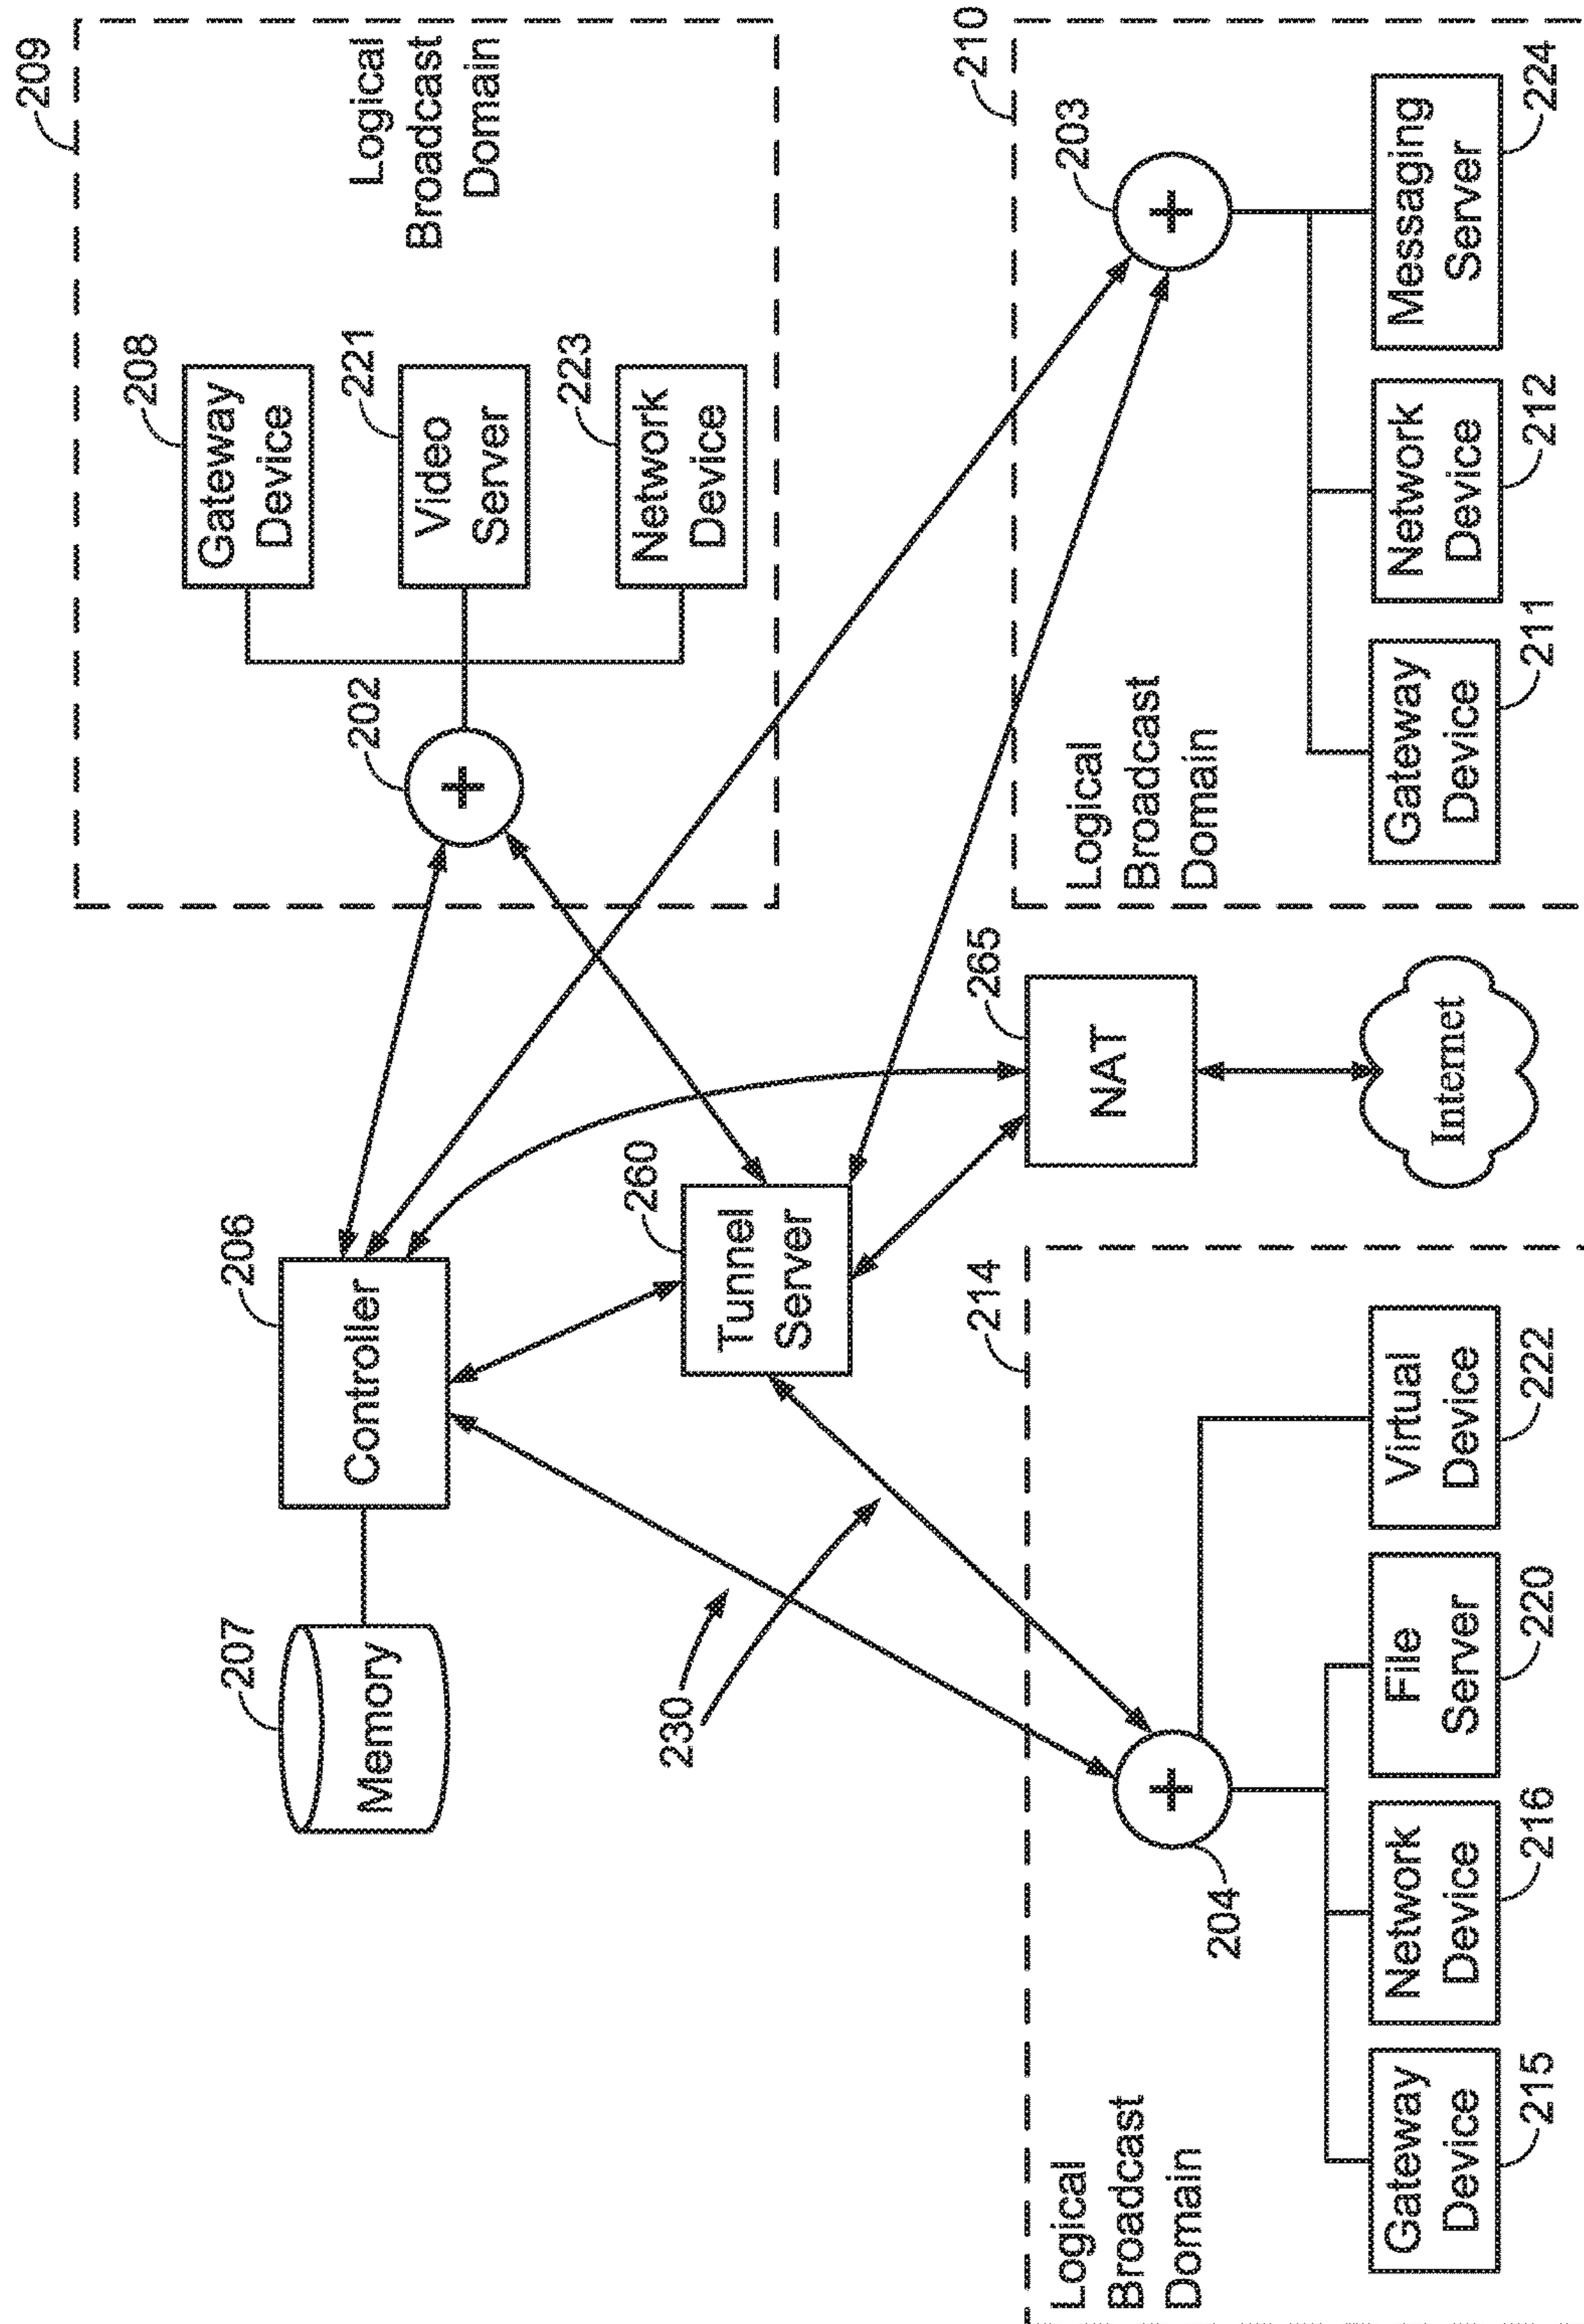 209
Logical
Broadcast
Domain
208
Gateway
Device
221
Video
Server
223
Network
Device
202
206
Controller
207
Memory
260
Tunnel
Server
230
265
NAT
Internet
210
203
Logical
Broadcast
Domain
Gateway
Device
211
Network
Device
212
Messaging
Server
224
214
204
Logical
Broadcast
Domain
Gateway
Device
215
Network
Device
216
File
Server
220
Virtual
Device
222